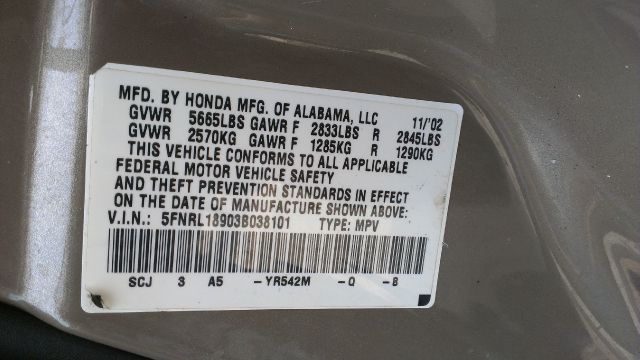 MFD. BY HONDA MFG. OF ALABAMA, LLC 11/'02
GVWR 5665LBS GAWR F 2833LBS R 2845LBS
GVWR 2570KG GAWR F 1285KG R 1290KG
THIS VEHICLE CONFORMS TO ALL APPLICABLE
FEDERAL MOTOR VEHICLE SAFETY
AND THEFT PREVENTION STANDARDS IN EFFECT
ON THE DATE OF MANUFACTURE SHOWN ABOVE:
V.I.N.: 5FNRL18903B038101 TYPE: MPV
SCJ 3 A5 -YR542M -Q -B